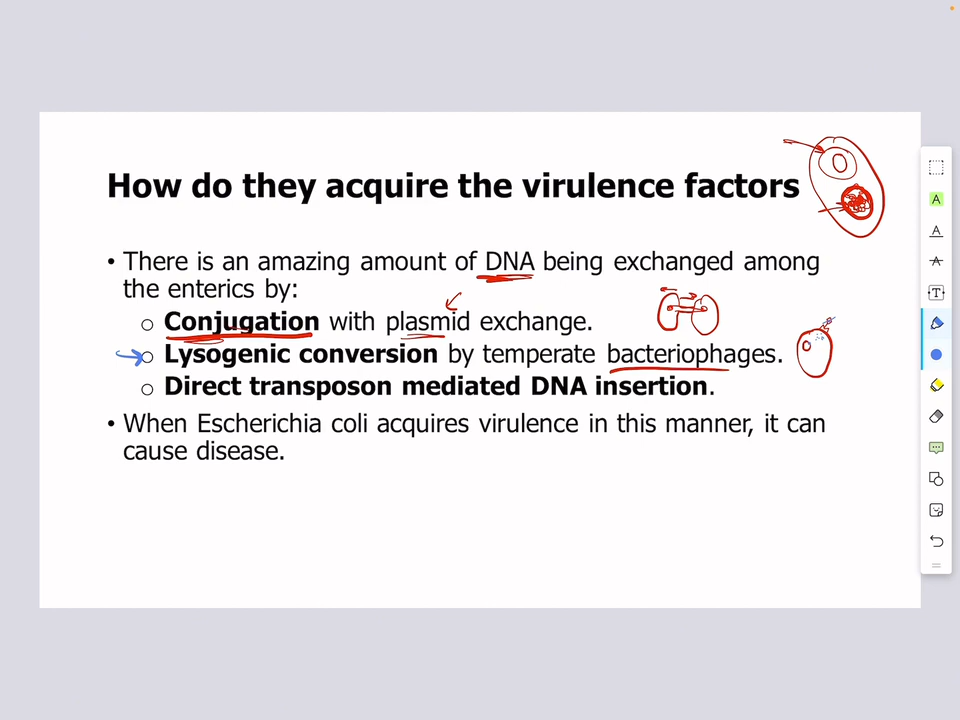 How do they acquire the virulence factors
• There is an amazing amount of DNA being exchanged among
the enterics by:
o Conjugation with plasmid exchange.
o Lysogenic conversion by temperate bacteriophages.
o Direct transposon mediated DNA insertion.
• When Escherichia coli acquires virulence in this manner, it can
cause disease.